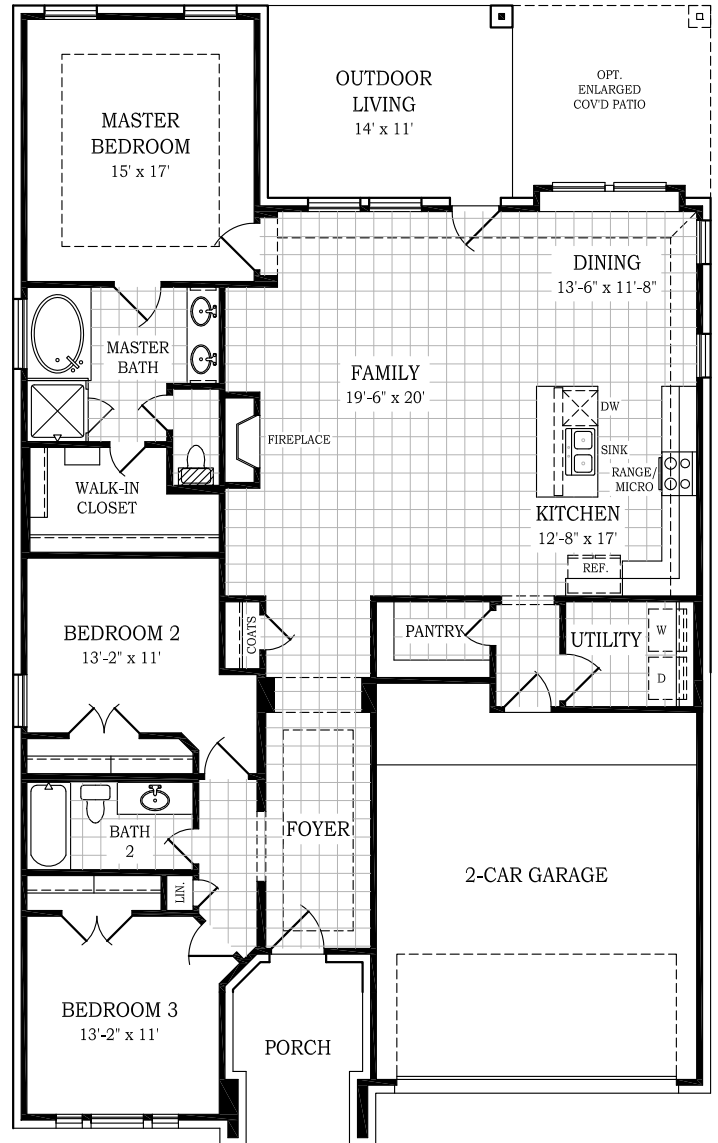 OUTDOOR
LIVING
14' x 11'
OPT.
ENLARGED
COV'D PATIO
MASTER
BEDROOM
15' x 17'
DINING
13'-6" x 11'-8"
MASTER
BATH
FAMILY
19'-6" x 20'
DW
FIREPLACE
SINK
RANGE/
MICRO
WALK-IN
CLOSET
KITCHEN
12'-8" x 17'
REF.
BEDROOM 2
13'-2" x 11'
COATS
PANTRY
UTILITY
W
D
BATH
2
FOYER
LIN.
2-CAR GARAGE
BEDROOM 3
13'-2" x 11'
PORCH